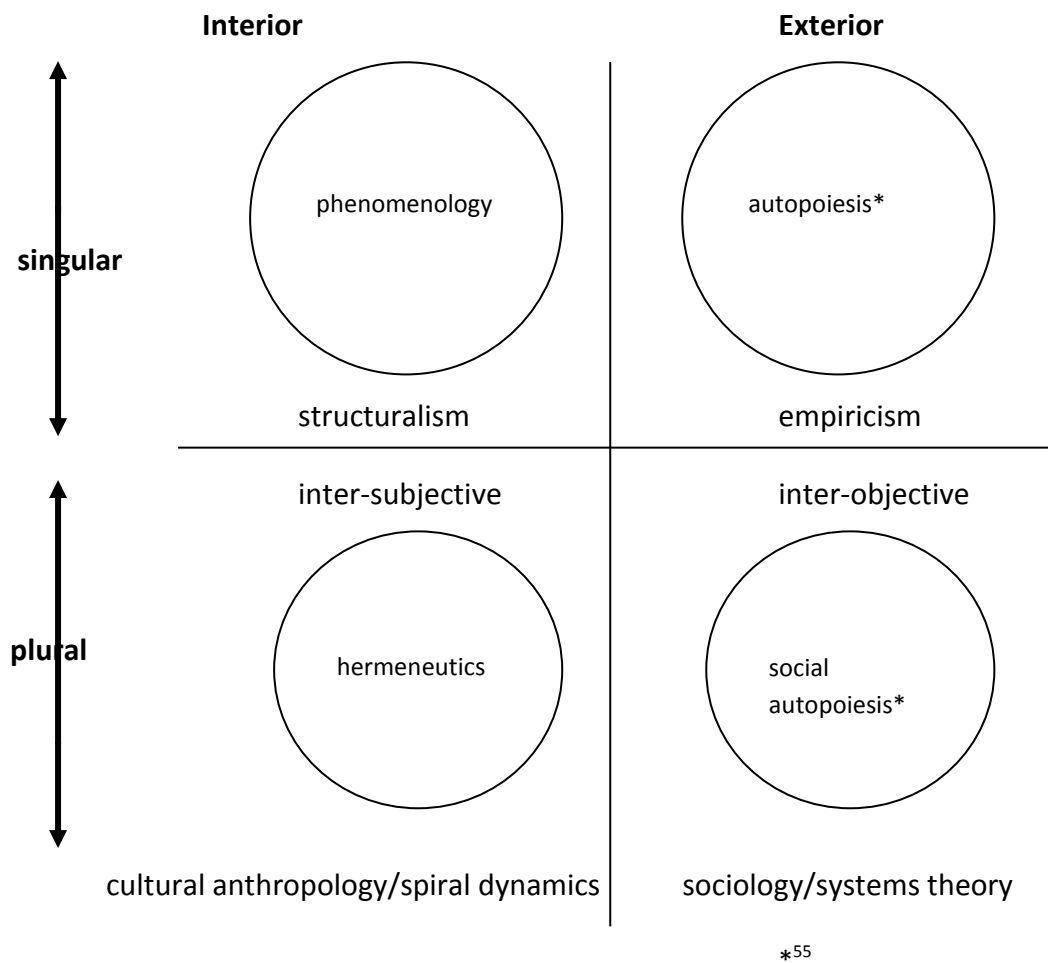 Interior
Exterior
phenomenology
autopoiesis*
singular
structuralism
empiricism
inter-subjective
inter-objective
plural
hermeneutics
social
autopoiesis*
cultural anthropology/spiral dynamics
sociology/systems theory
*55